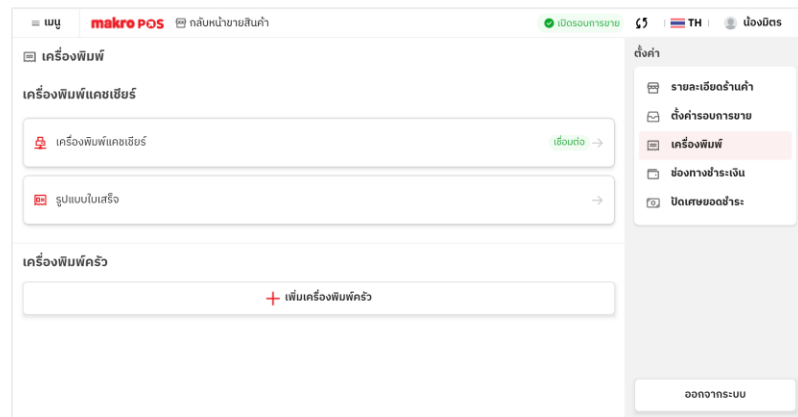 เมนู makro POS กลับหน้าขายสินค้า เปิดรอบการขาย TH น้องมิตร
เครื่องพิมพ์
เครื่องพิมพ์แคชเชียร์
เครื่องพิมพ์แคชเชียร์ เชื่อมต่อ
รูปแบบใบเสร็จ
เครื่องพิมพ์ครัว
เพิ่มเครื่องพิมพ์ครัว
ตั้งค่า
รายละเอียดร้านค้า
ตั้งค่ารอบการขาย
เครื่องพิมพ์
ช่องทางชำระเงิน
ปัดเศษยอดชำระ
ออกจากระบบ